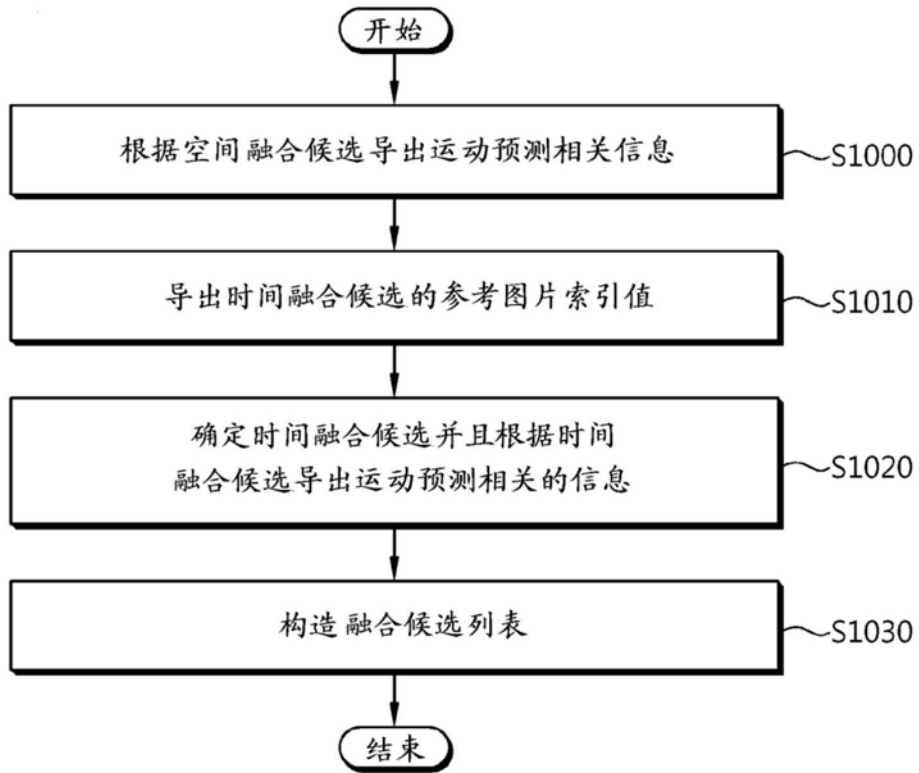 开始
根据空间融合候选导出运动预测相关信息
S1000
导出时间融合候选的参考图片索引值
S1010
确定时间融合候选并且根据时间
融合候选导出运动预测相关的信息
S1020
构造融合候选列表
S1030
结束